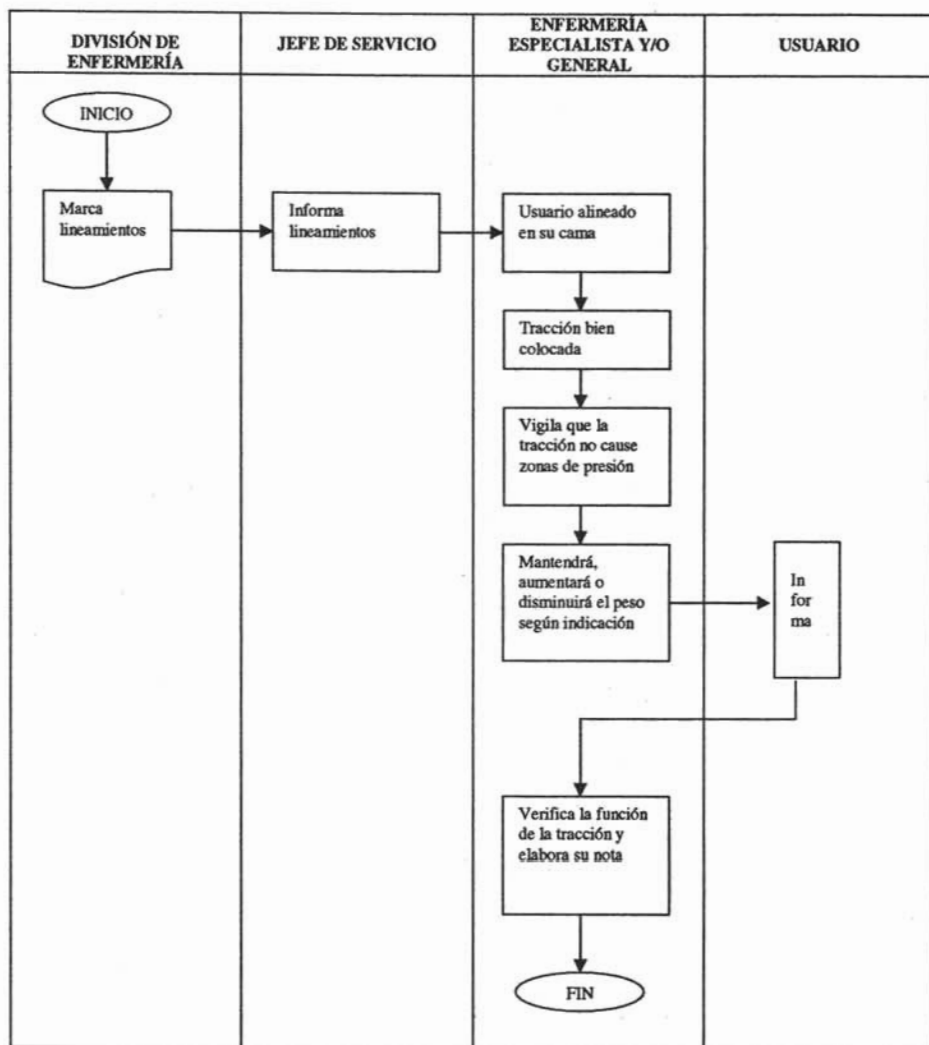 DIVISIÓN DE
ENFERMERÍA
JEFE DE SERVICIO
ENFERMERÍA
ESPECIALISTA Y/O
GENERAL
USUARIO
INICIO
Marca
lineamientos
Informa
lineamientos
Usuario alineado
en su cama
Tracción bien
colocada
Vigila que la
tracción no cause
zonas de presión
Mantendrá,
aumentará o
disminuirá el peso
según indicación
In
for
ma
Verifica la función
de la tracción y
elabora su nota
FIN